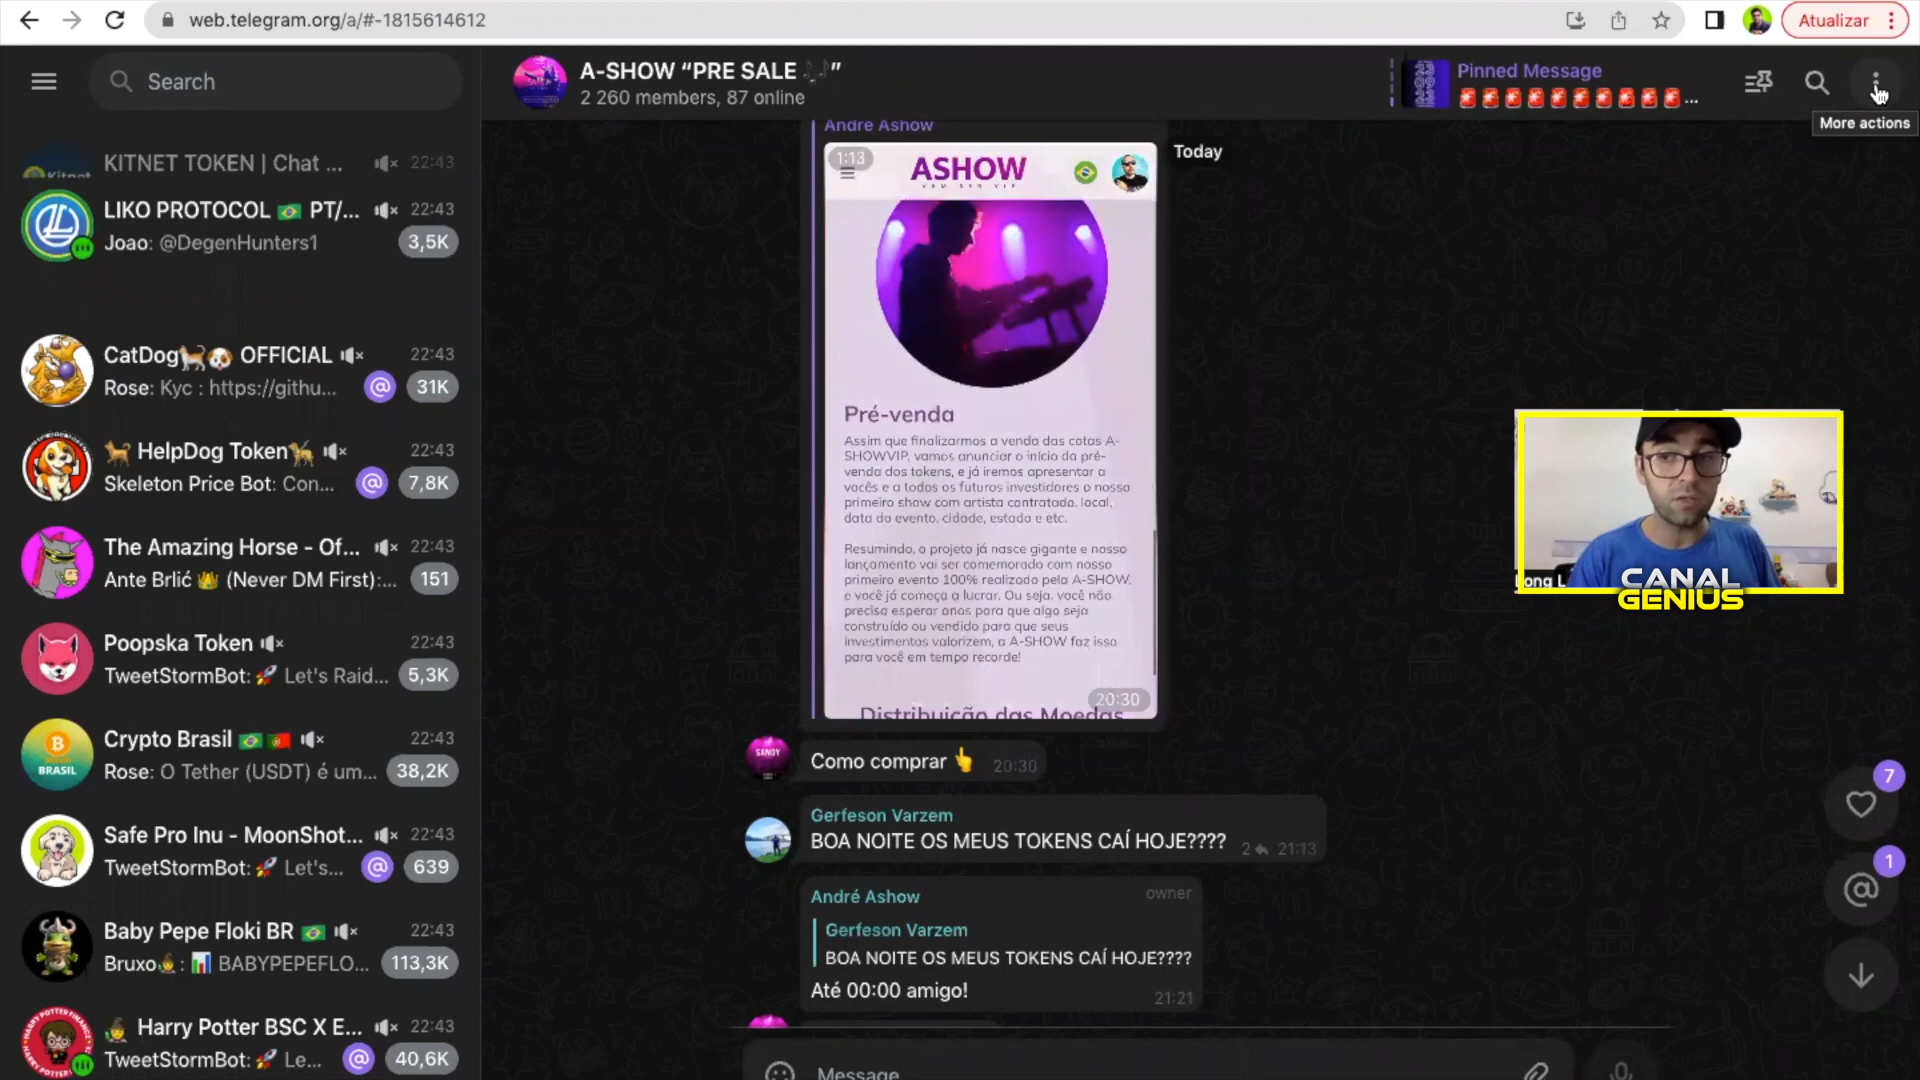 web.telegram.org/a/#-1815614612
Atualizar
Search
KITNET TOKEN | Chat ...
22:43
LIKO PROTOCOL 🇧🇷 PT/...
22:43
Joao: @DegenHunters1
3,5K
CatDog🐈🐶 OFFICIAL
22:43
Rose: Kyc : https://githu...
@
31K
🐕 HelpDog Token🦮
22:43
Skeleton Price Bot: Con...
@
7,8K
The Amazing Horse - Of...
22:43
Ante Brlić 👑 (Never DM First):...
151
Poopska Token
22:43
TweetStormBot: 🚀 Let's Raid...
5,3K
BRASIL
Crypto Brasil 🇧🇷🇵🇹
22:43
Rose: O Tether (USDT) é um...
38,2K
Safe Pro Inu - MoonShot...
22:43
TweetStormBot: 🚀 Let's...
@
639
Baby Pepe Floki BR 🇧🇷
22:43
Bruxo🧙: 📊 BABYPEPEFLO...
113,3K
Harry Potter BSC X E...
22:43
TweetStormBot: 🚀 Le...
@
40,6K
A-SHOW “PRE SALE 🎶”
2 260 members, 87 online
Pinned Message
🚨🚨🚨🚨🚨🚨🚨🚨🚨🚨...
More actions
Today
André Ashow
1:13
ASHOW
VEM SER VIP
Pré-venda
Assim que finalizarmos a venda das cotas A-
SHOWVIP, vamos anunciar o início da pré-
venda dos tokens, e já iremos apresentar a
vocês e a todos os futuros investidores o nosso
primeiro show com artista contratado, local,
data do evento, cidade, estado e etc.
Resumindo, o projeto já nasce gigante e nosso
lançamento vai ser comemorado com nosso
primeiro evento 100% realizado pela A-SHOW,
e você já começa a lucrar. Ou seja, você não
precisa esperar anos para que algo seja
construído ou vendido para que seus
investimentos valorizem, a A-SHOW faz isso
para você em tempo recorde!
20:30
Distribuição das Moedas
SANDY
Como comprar 👆
20:30
Gerfeson Varzem
BOA NOITE OS MEUS TOKENS CAÍ HOJE????
2
21:13
André Ashow
owner
Gerfeson Varzem
BOA NOITE OS MEUS TOKENS CAÍ HOJE????
Até 00:00 amigo!
21:21
Message
7
1
@
CANAL
GENIUS